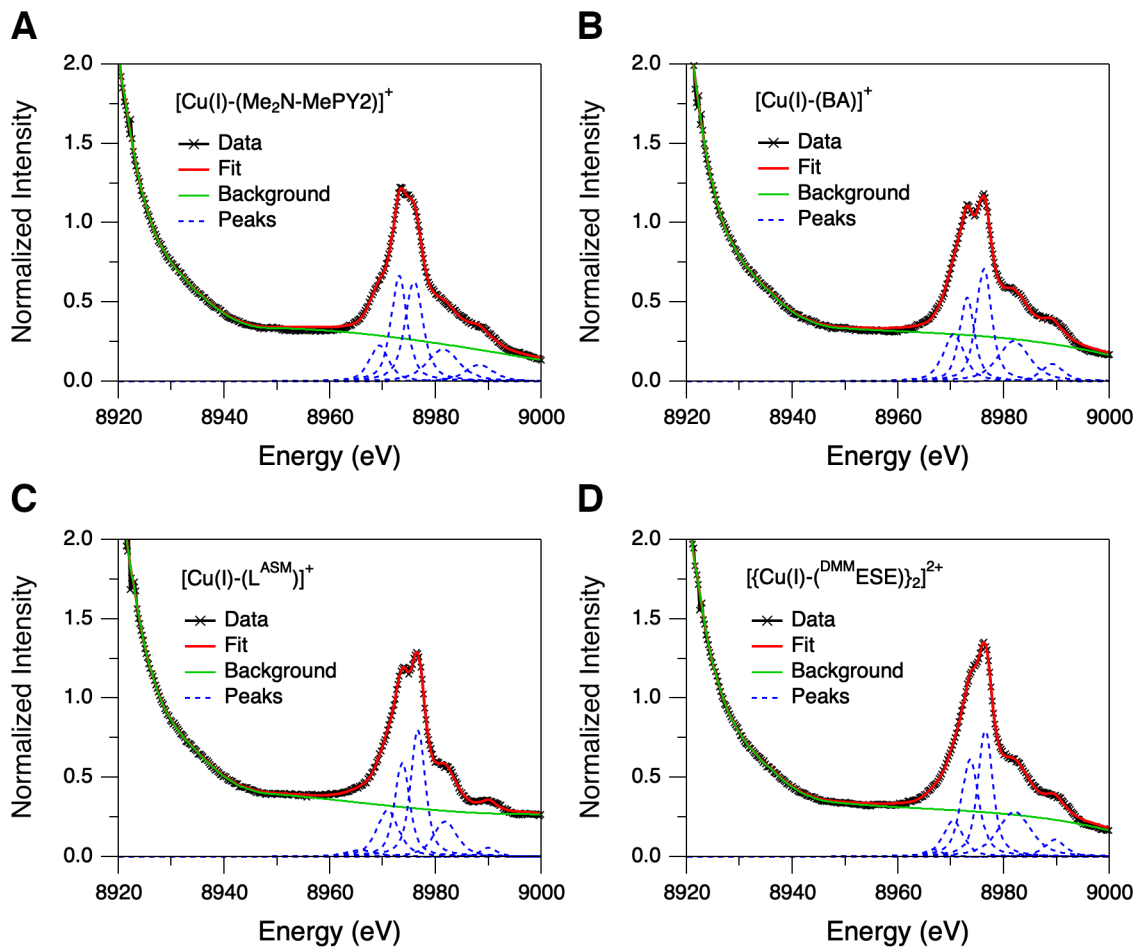 A
[Cu(I)-(Me₂N-MePY2)]⁺
Data
Fit
Background
Peaks
Normalized Intensity
2.0
1.5
1.0
0.5
0.0
8920 8940 8960 8980 9000
Energy (eV)
B
[Cu(I)-(BA)]⁺
Data
Fit
Background
Peaks
Normalized Intensity
2.0
1.5
1.0
0.5
0.0
8920 8940 8960 8980 9000
Energy (eV)
C
[Cu(I)-(Lᴬˢᴹ)]⁺
Data
Fit
Background
Peaks
Normalized Intensity
2.0
1.5
1.0
0.5
0.0
8920 8940 8960 8980 9000
Energy (eV)
D
[{Cu(I)-(ᴰᴹᴹESE)}₂]²⁺
Data
Fit
Background
Peaks
Normalized Intensity
2.0
1.5
1.0
0.5
0.0
8920 8940 8960 8980 9000
Energy (eV)